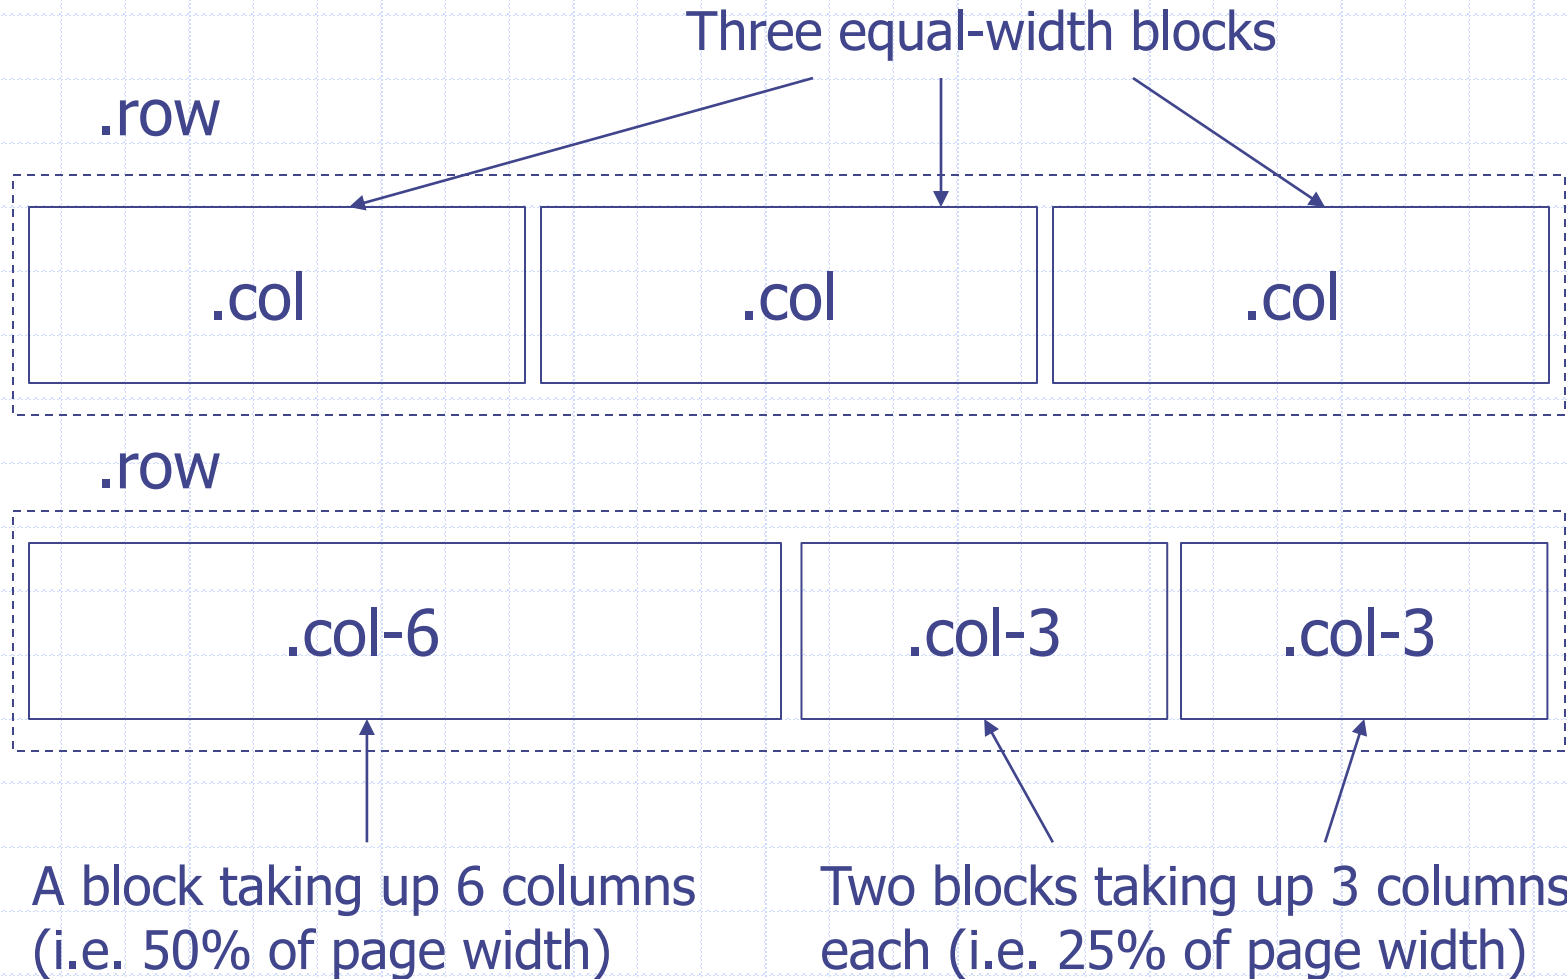 Three equal-width blocks
.row
.col
.col
.col
.row
.col-6
.col-3
.col-3
A block taking up 6 columns
(i.e. 50% of page width)
Two blocks taking up 3 columns
each (i.e. 25% of page width)